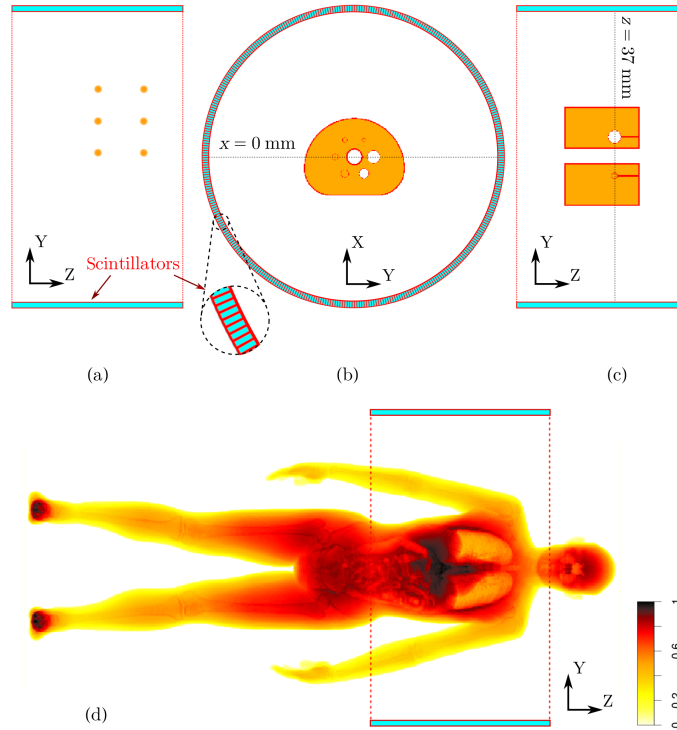 x = 0 mm
z = 37 mm
Y
Z
Scintillators
X
Y
Y
Z
(a)
(b)
(c)
1
0.6
0.3
0
Y
Z
(d)